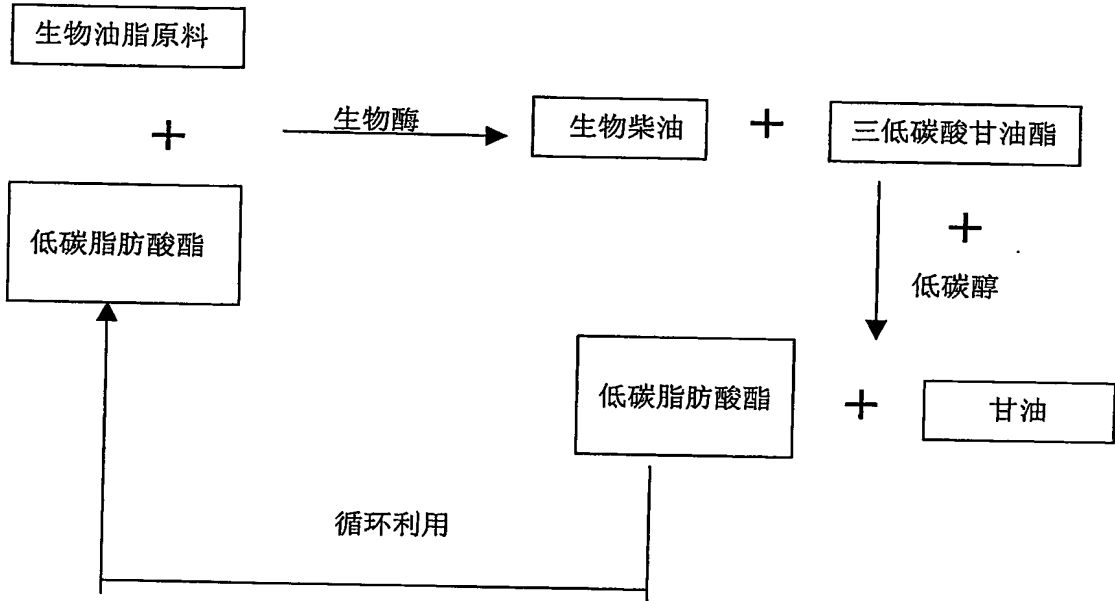 生物油脂原料
+
低碳脂肪酸酯
生物酶
生物柴油
+
三低碳酸甘油酯
+
低碳醇
低碳脂肪酸酯
+
甘油
循环利用